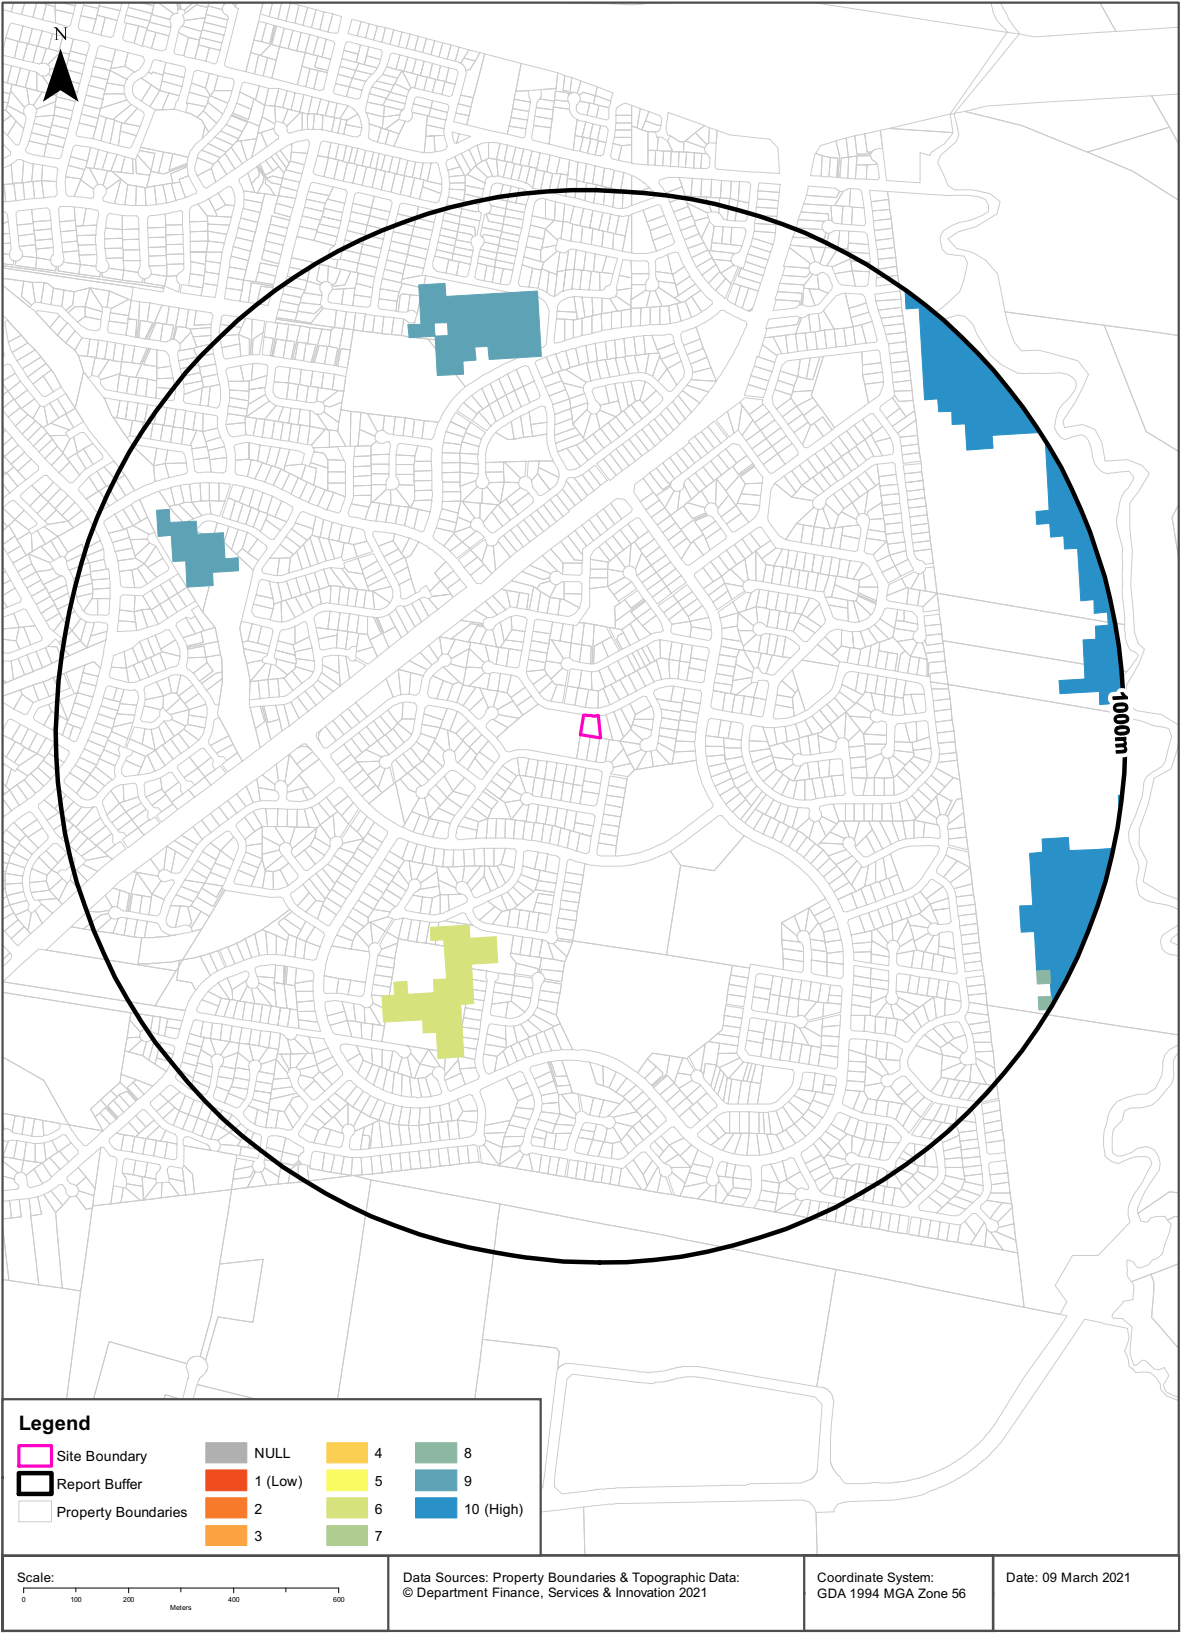 N
1000m
Legend
Site Boundary
Report Buffer
Property Boundaries
NULL
1 (Low)
2
3
4
5
6
7
8
9
10 (High)
Scale:
0 100 200 400 600
Meters
Data Sources: Property Boundaries & Topographic Data:
© Department Finance, Services & Innovation 2021
Coordinate System:
GDA 1994 MGA Zone 56
Date: 09 March 2021